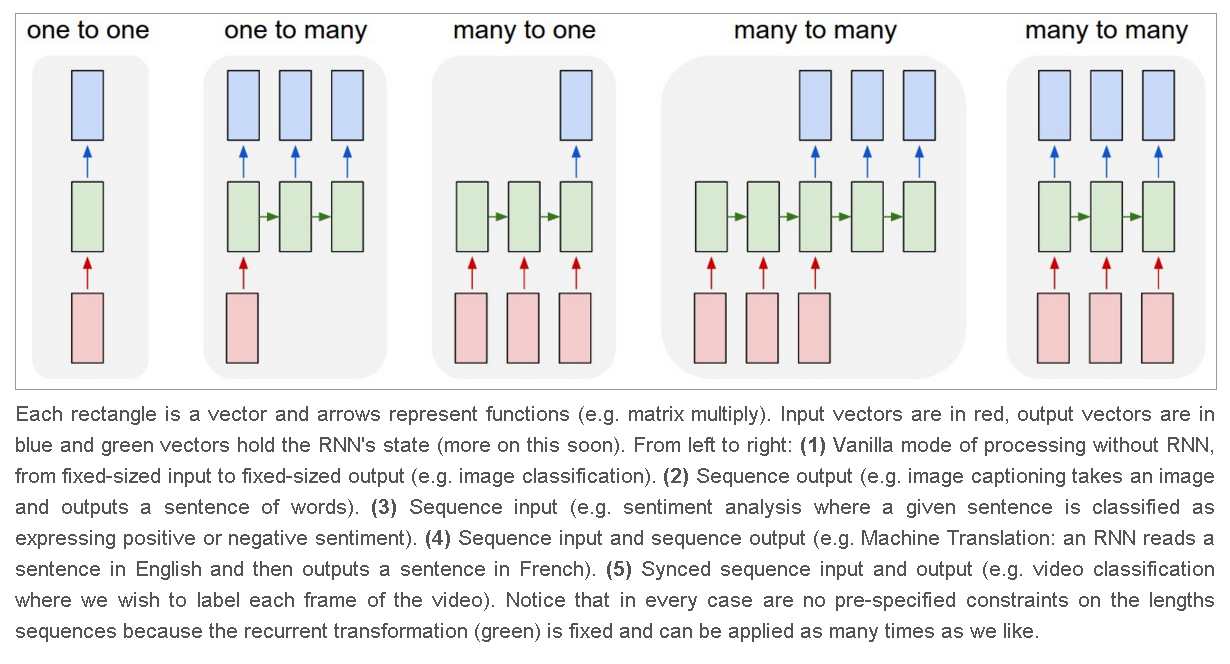 one to one one to many many to one many to many many to many
Each rectangle is a vector and arrows represent functions (e.g. matrix multiply). Input vectors are in red, output vectors are in
blue and green vectors hold the RNN's state (more on this soon). From left to right: (1) Vanilla mode of processing without RNN,
from fixed-sized input to fixed-sized output (e.g. image classification). (2) Sequence output (e.g. image captioning takes an image
and outputs a sentence of words). (3) Sequence input (e.g. sentiment analysis where a given sentence is classified as
expressing positive or negative sentiment). (4) Sequence input and sequence output (e.g. Machine Translation: an RNN reads a
sentence in English and then outputs a sentence in French). (5) Synced sequence input and output (e.g. video classification
where we wish to label each frame of the video). Notice that in every case are no pre-specified constraints on the lengths
sequences because the recurrent transformation (green) is fixed and can be applied as many times as we like.